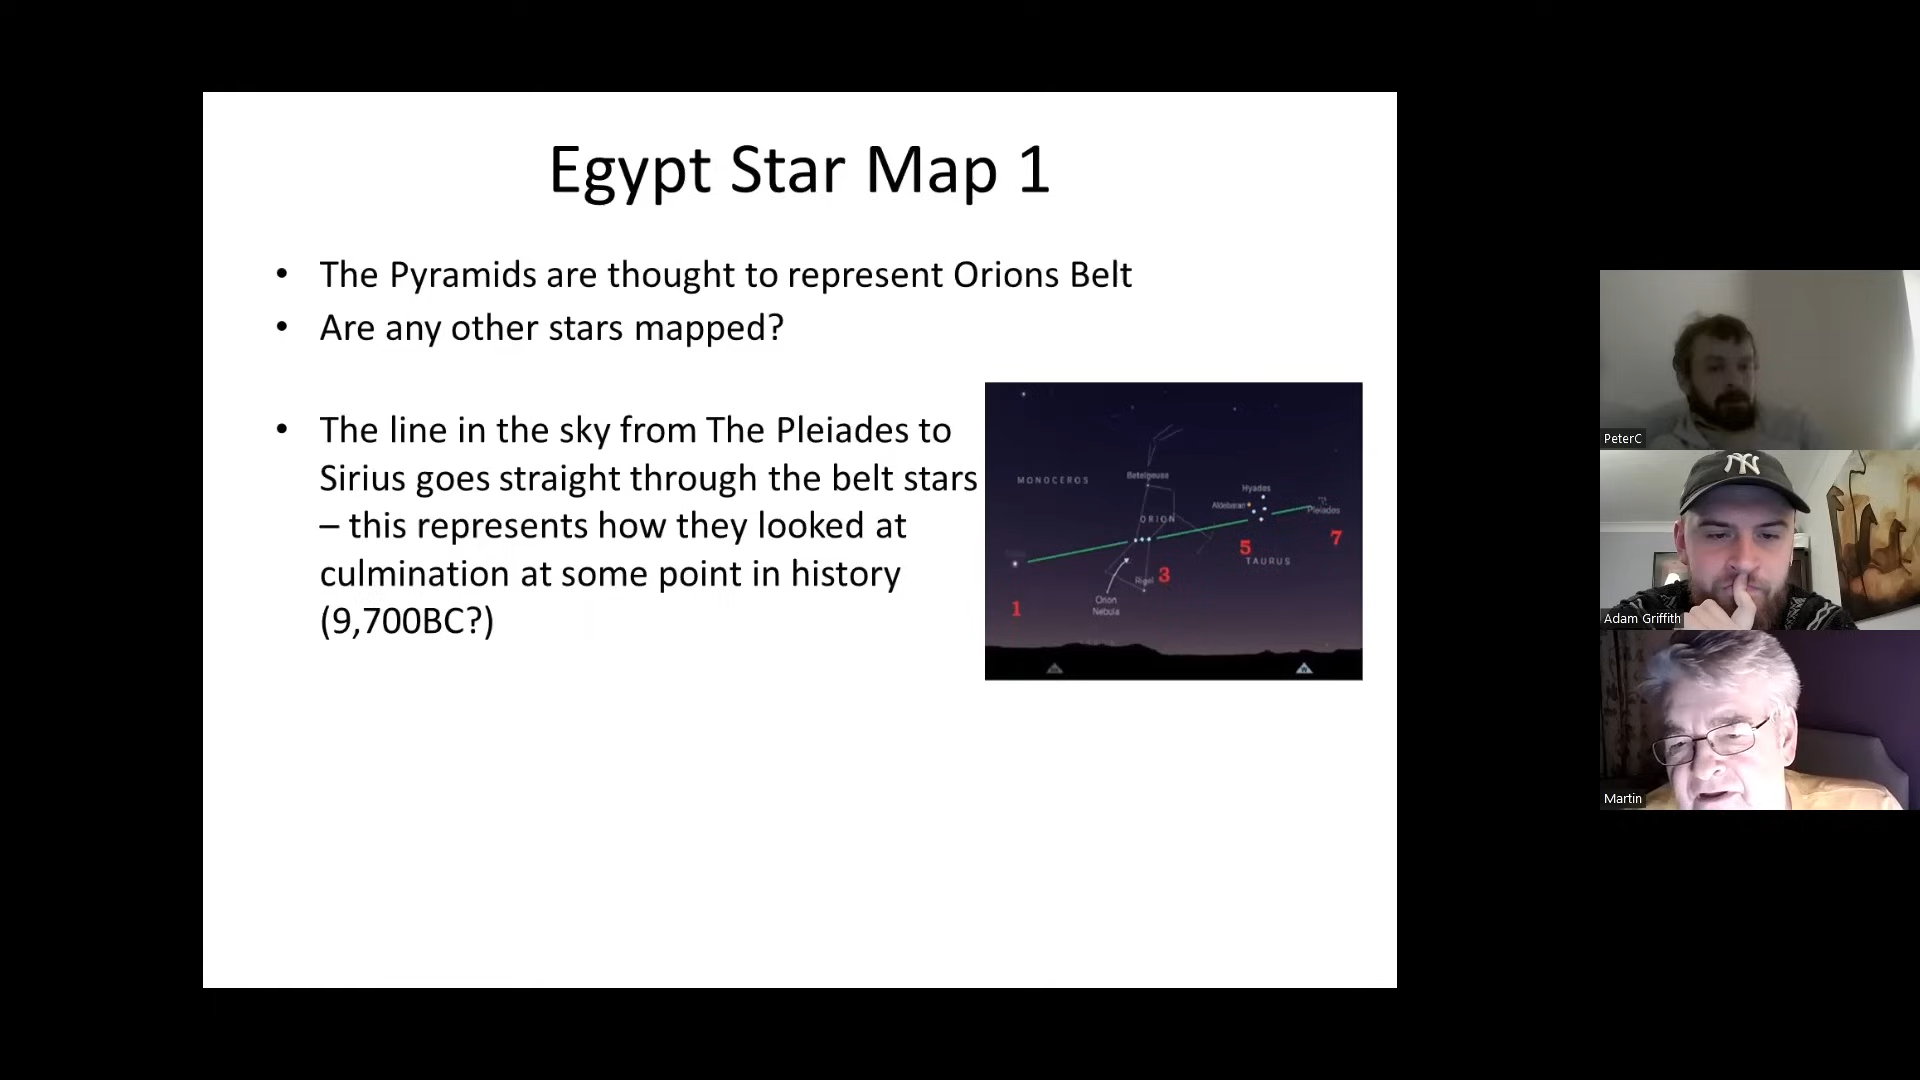 Egypt Star Map 1
• The Pyramids are thought to represent Orions Belt
• Are any other stars mapped?
• The line in the sky from The Pleiades to
Sirius goes straight through the belt stars
– this represents how they looked at
culmination at some point in history
(9,700BC?)
MONOCEROS
Betelgeuse
ORION
Hyades
Aldebaran
Pleiades
7
5
TAURUS
3
Rigel
Orion
Nebula
1
PeterC
NY
Adam Griffith
Martin